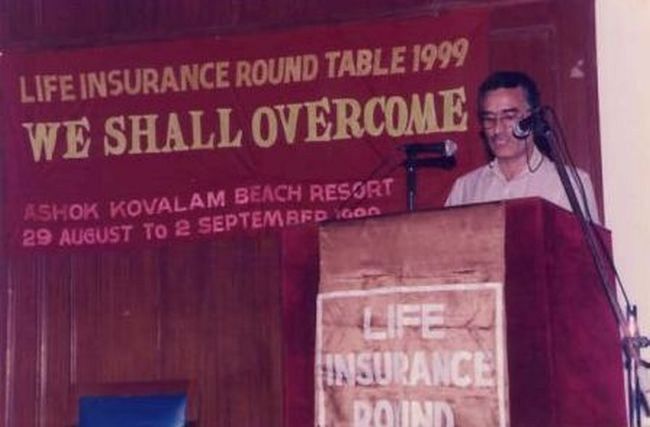 LIFE INSURANCE ROUND TABLE 1999
WE SHALL OVERCOME
ASHOK KOVALAM BEACH RESORT
29 AUGUST TO 2 SEPTEMBER 1999
LIFE
INSURANCE
ROUND